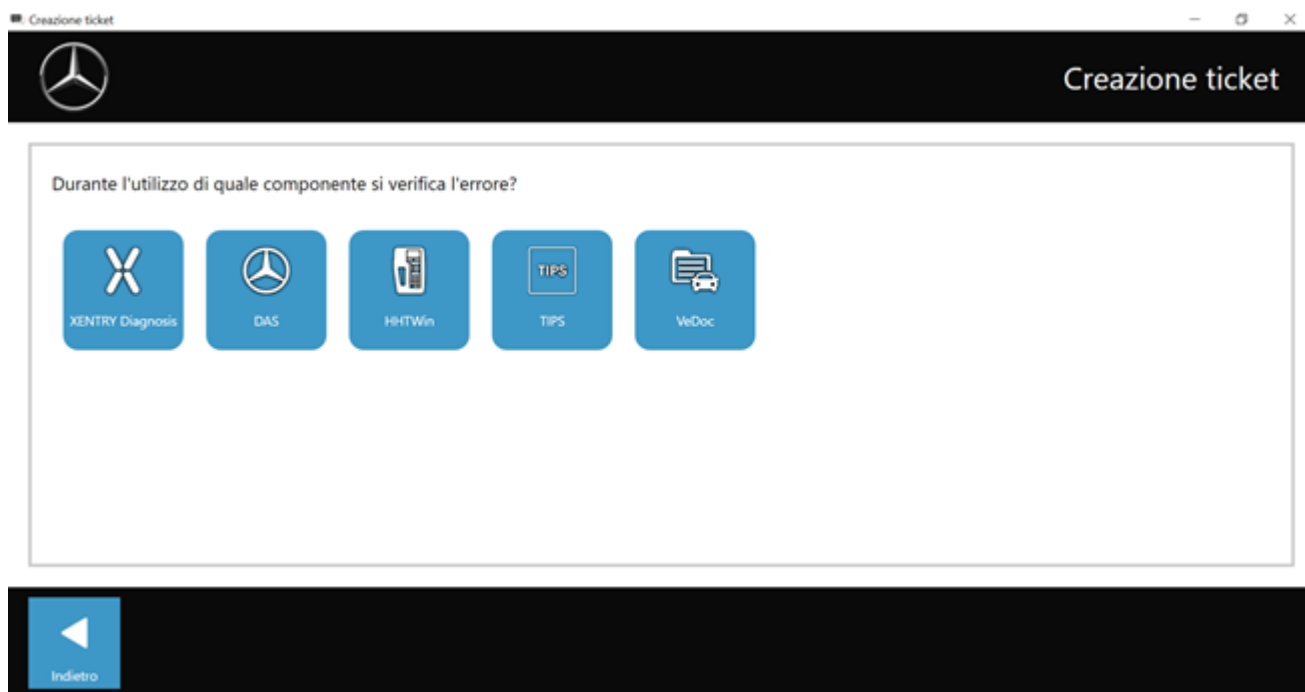 Creazione ticket
Creazione ticket
Durante l'utilizzo di quale componente si verifica l'errore?
TIPS
XENTRY Diagnosis
DAS
HHTWin
TIPS
VeDoc
Indietro